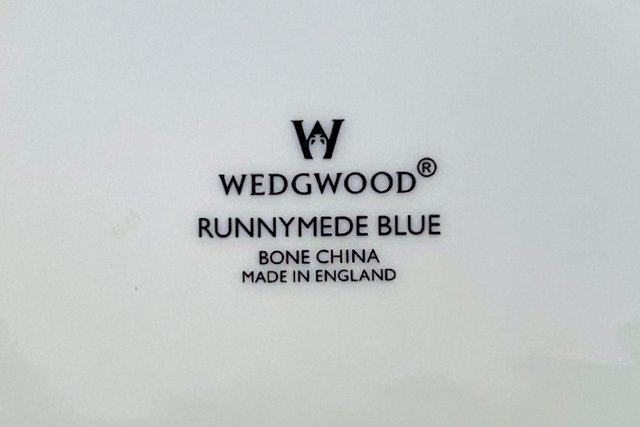 W
WEDGWOOD®
RUNNYMEDE BLUE
BONE CHINA
MADE IN ENGLAND